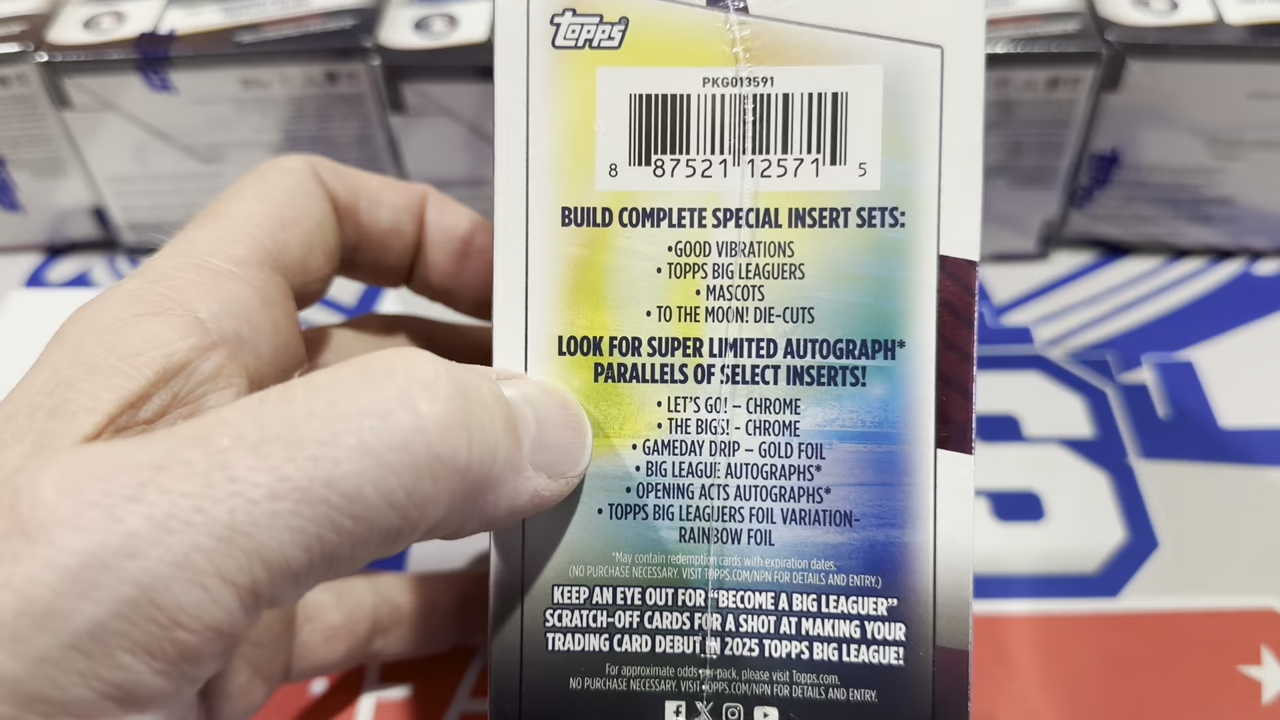 TOPPS
PKG013591
8 87521 12571 5
BUILD COMPLETE SPECIAL INSERT SETS:
•GOOD VIBRATIONS
• TOPPS BIG LEAGUERS
• MASCOTS
• TO THE MOON! DIE-CUTS
LOOK FOR SUPER LIMITED AUTOGRAPH*
PARALLELS OF SELECT INSERTS!
• LET'S GO! – CHROME
• THE BIGS! - CHROME
• GAMEDAY DRIP – GOLD FOIL
• BIG LEAGUE AUTOGRAPHS*
• OPENING ACTS AUTOGRAPHS*
• TOPPS BIG LEAGUERS FOIL VARIATION-
RAINBOW FOIL
*May contain redemption cards with expiration dates.
(NO PURCHASE NECESSARY. VISIT TOPPS.COM/NPN FOR DETAILS AND ENTRY.)
KEEP AN EYE OUT FOR "BECOME A BIG LEAGUER"
SCRATCH-OFF CARDS FOR A SHOT AT MAKING YOUR
TRADING CARD DEBUT IN 2025 TOPPS BIG LEAGUE!
For approximate odds per pack, please visit Topps.com.
NO PURCHASE NECESSARY. VISIT TOPPS.COM/NPN FOR DETAILS AND ENTRY.